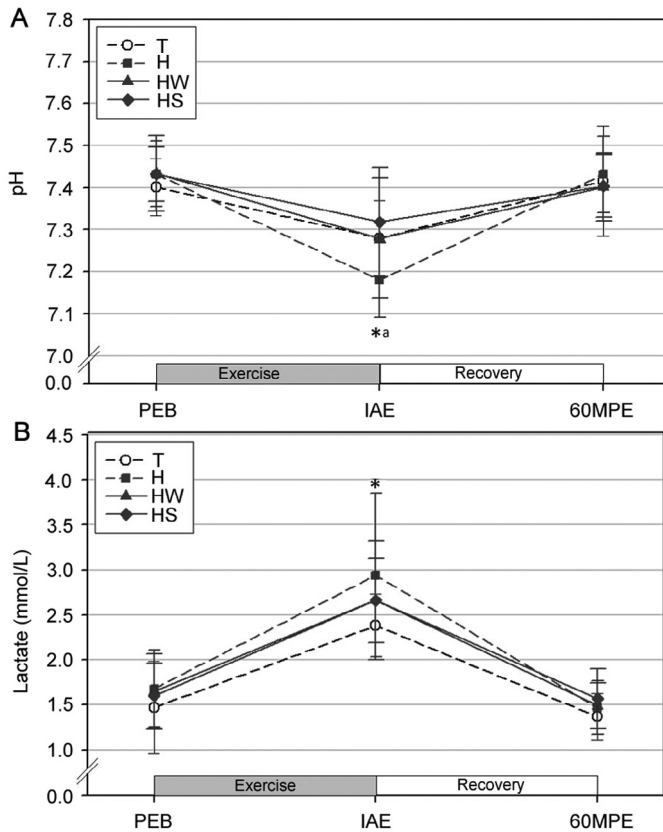 A
7.8
7.7
7.6
7.5
7.4
7.3
7.2
7.1
7.0
0.0
pH
T
H
HW
HS
*a
Exercise
Recovery
PEB
IAE
60MPE
B
4.5
4.0
3.5
3.0
2.5
2.0
1.5
1.0
0.0
Lactate (mmol/L)
T
H
HW
HS
*
Exercise
Recovery
PEB
IAE
60MPE